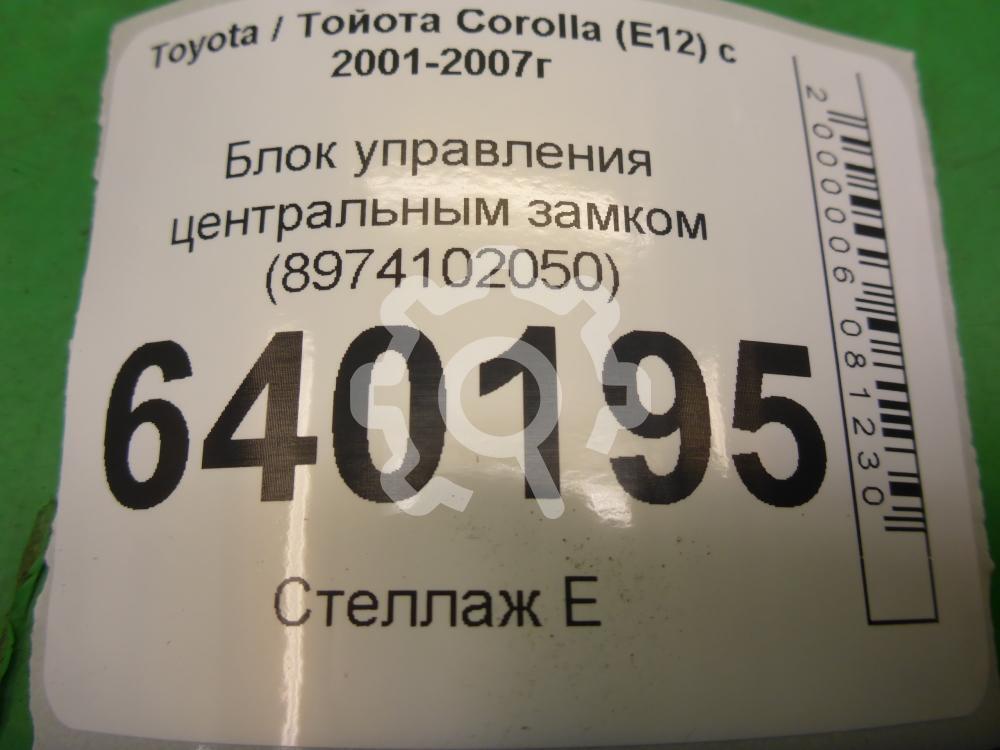 Toyota / Тойота Corolla (E12) с
2001-2007г
Блок управления
центральным замком
(8974102050)
640195
Стеллаж Е
2000006081230